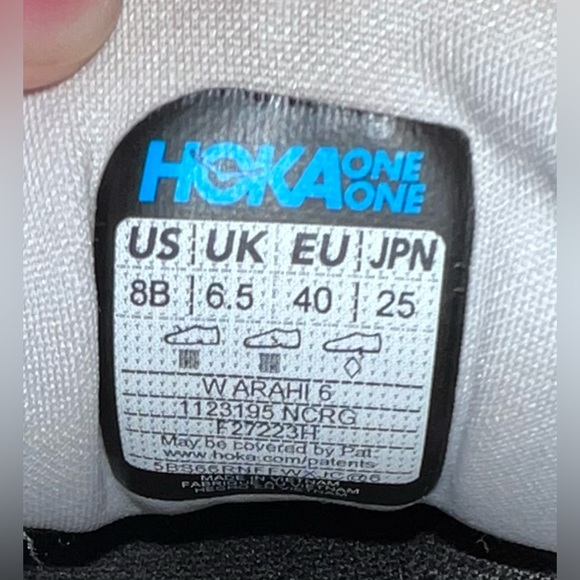 HOKA ONE ONE
US | UK | EU | JPN
8B | 6.5 | 40 | 25
W ARAHI 6
1123195 NCRG
F27223H
May be covered by Pat.
www.hoka.com/patents
MADE IN VIETNAM